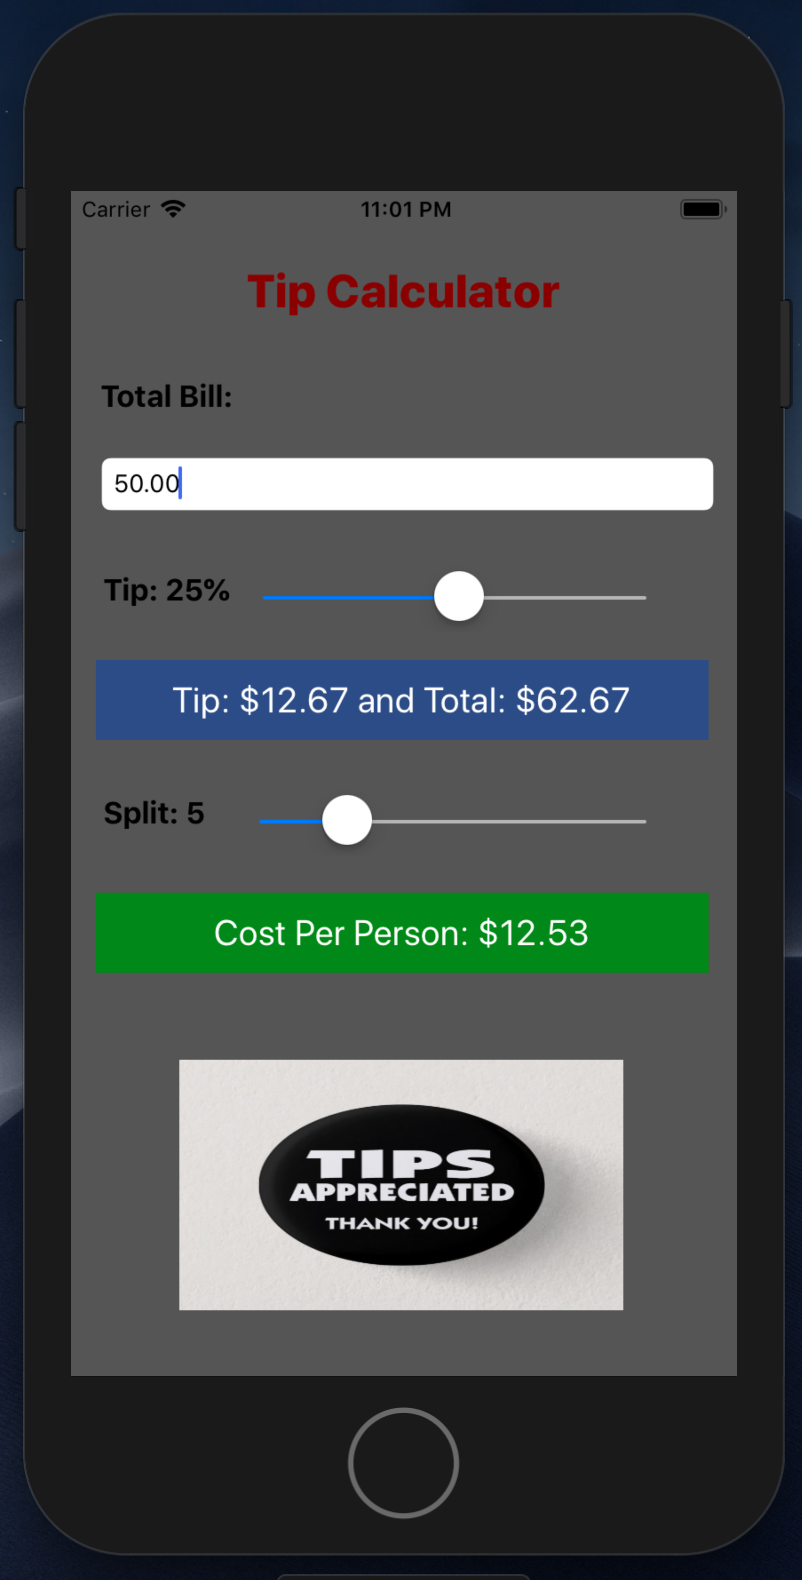 Carrier 11:01 PM
Tip Calculator
Total Bill:
50.00
Tip: 25%
Tip: $12.67 and Total: $62.67
Split: 5
Cost Per Person: $12.53
TIPS
APPRECIATED
THANK YOU!